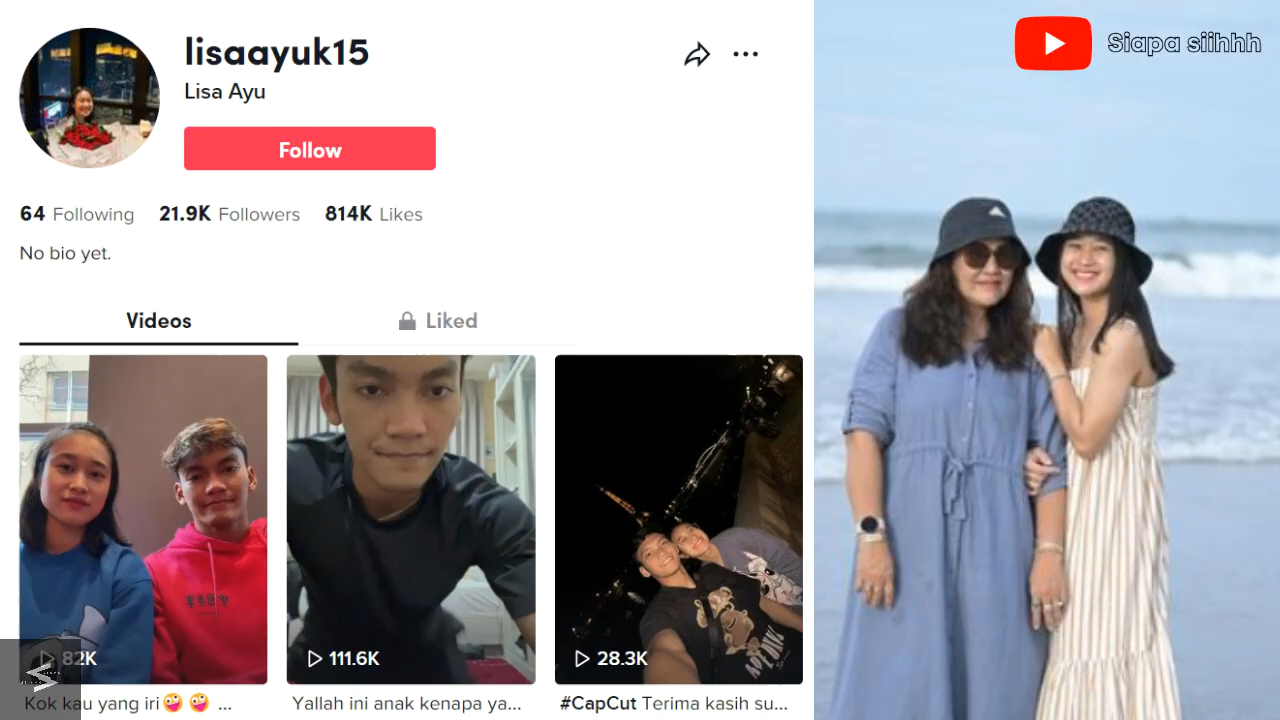 lisaayuk15
Lisa Ayu
Follow
64 Following 21.9K Followers 814K Likes
No bio yet.
Videos
Liked
82K
111.6K
28.3K
Kok kau yang iri🤪 🤪 ...
Yallah ini anak kenapa ya...
#CapCut Terima kasih su...
Siapa siihhh